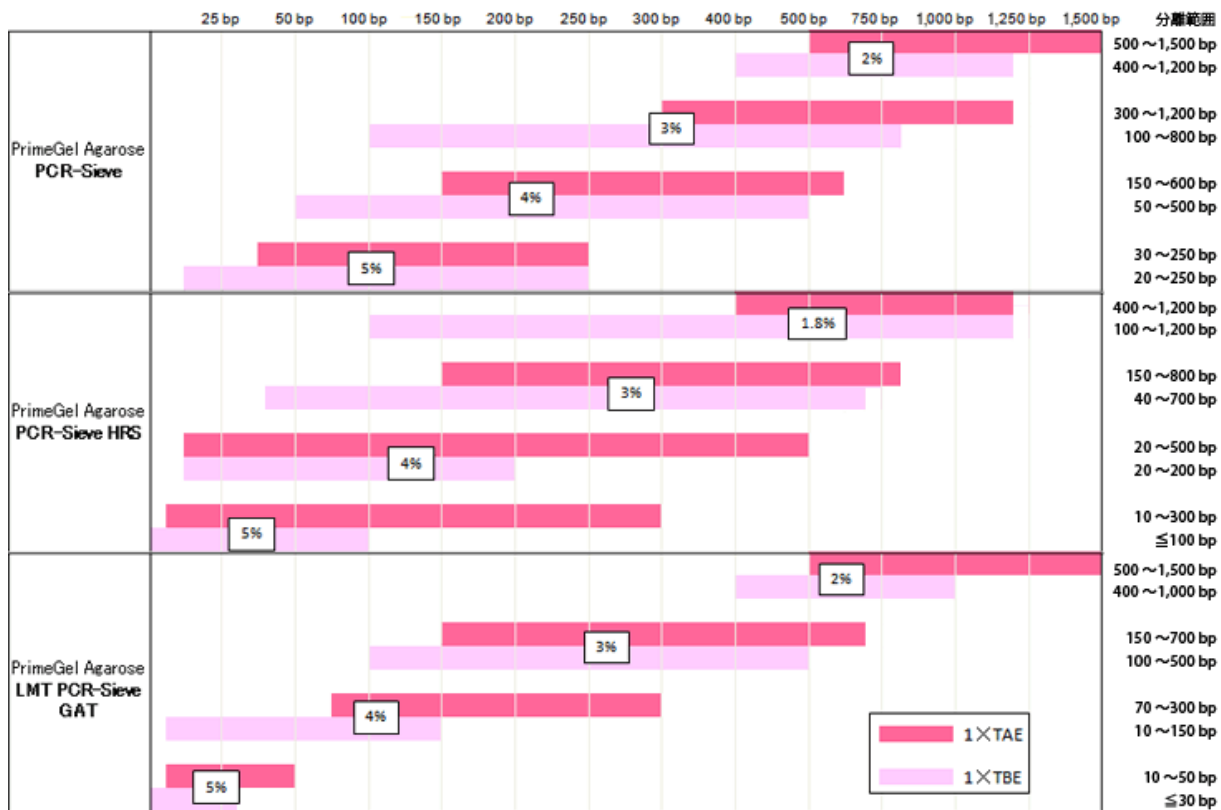 25 bp 50 bp 100 bp 150 bp 200 bp 250 bp 300 bp 400 bp 500 bp 750 bp 1,000 bp 1,250 bp 1,500 bp 分離範囲
500 ～1,500 bp
2%
400 ～1,200 bp
300 ～1,200 bp
3%
100 ～800 bp
PrimeGel Agarose
PCR-Sieve
150 ～600 bp
4%
50 ～500 bp
30 ～250 bp
5%
20 ～250 bp
400 ～1,200 bp
1.8%
100 ～1,200 bp
150 ～800 bp
3%
40 ～700 bp
PrimeGel Agarose
PCR-Sieve HRS
20 ～500 bp
4%
20 ～200 bp
10 ～300 bp
5%
≦100 bp
500 ～1,500 bp
2%
400 ～1,000 bp
150 ～700 bp
3%
100 ～500 bp
PrimeGel Agarose
LMT PCR-Sieve
GAT
70 ～300 bp
4%
10 ～150 bp
1×TAE
1×TBE
10 ～50 bp
5%
≦30 bp